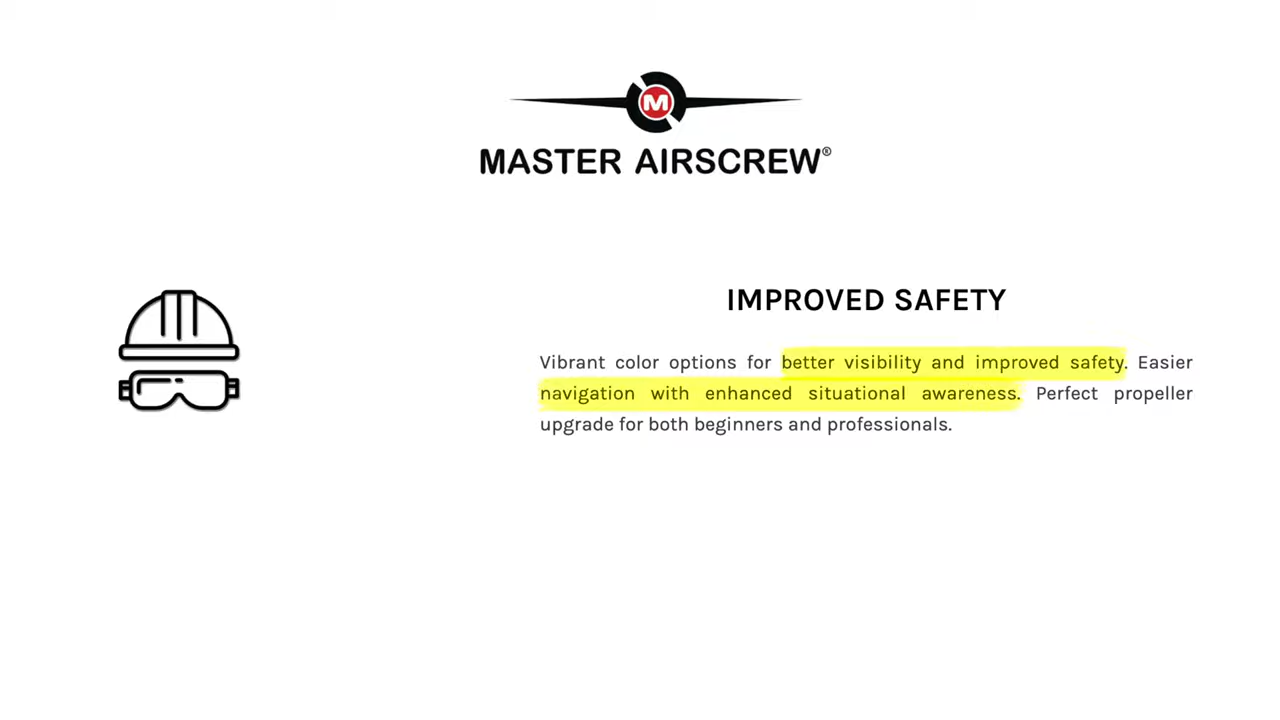 M
MASTER AIRSCREW®
IMPROVED SAFETY
Vibrant color options for better visibility and improved safety. Easier
navigation with enhanced situational awareness. Perfect propeller
upgrade for both beginners and professionals.